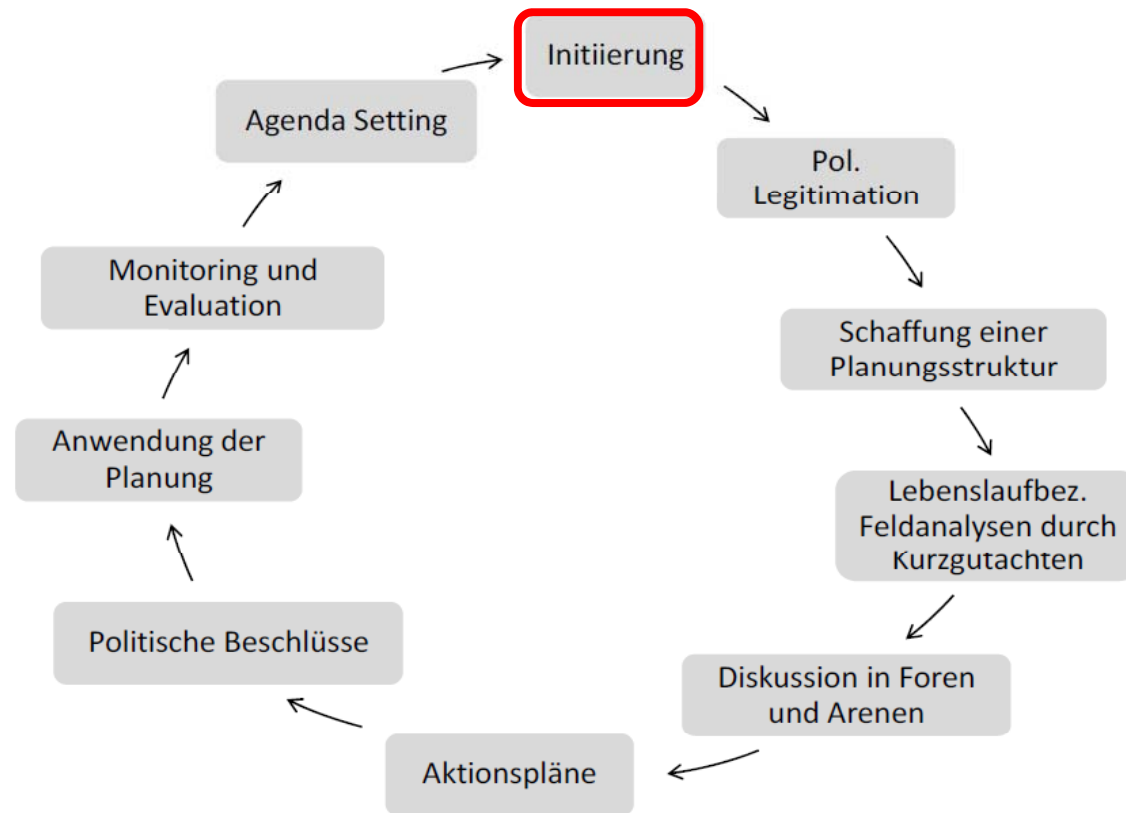 Initiierung
Pol.
Legitimation
Schaffung einer
Planungsstruktur
Lebenslaufbez.
Feldanalysen durch
Kurzgutachten
Diskussion in Foren
und Arenen
Aktionspläne
Politische Beschlüsse
Anwendung der
Planung
Monitoring und
Evaluation
Agenda Setting